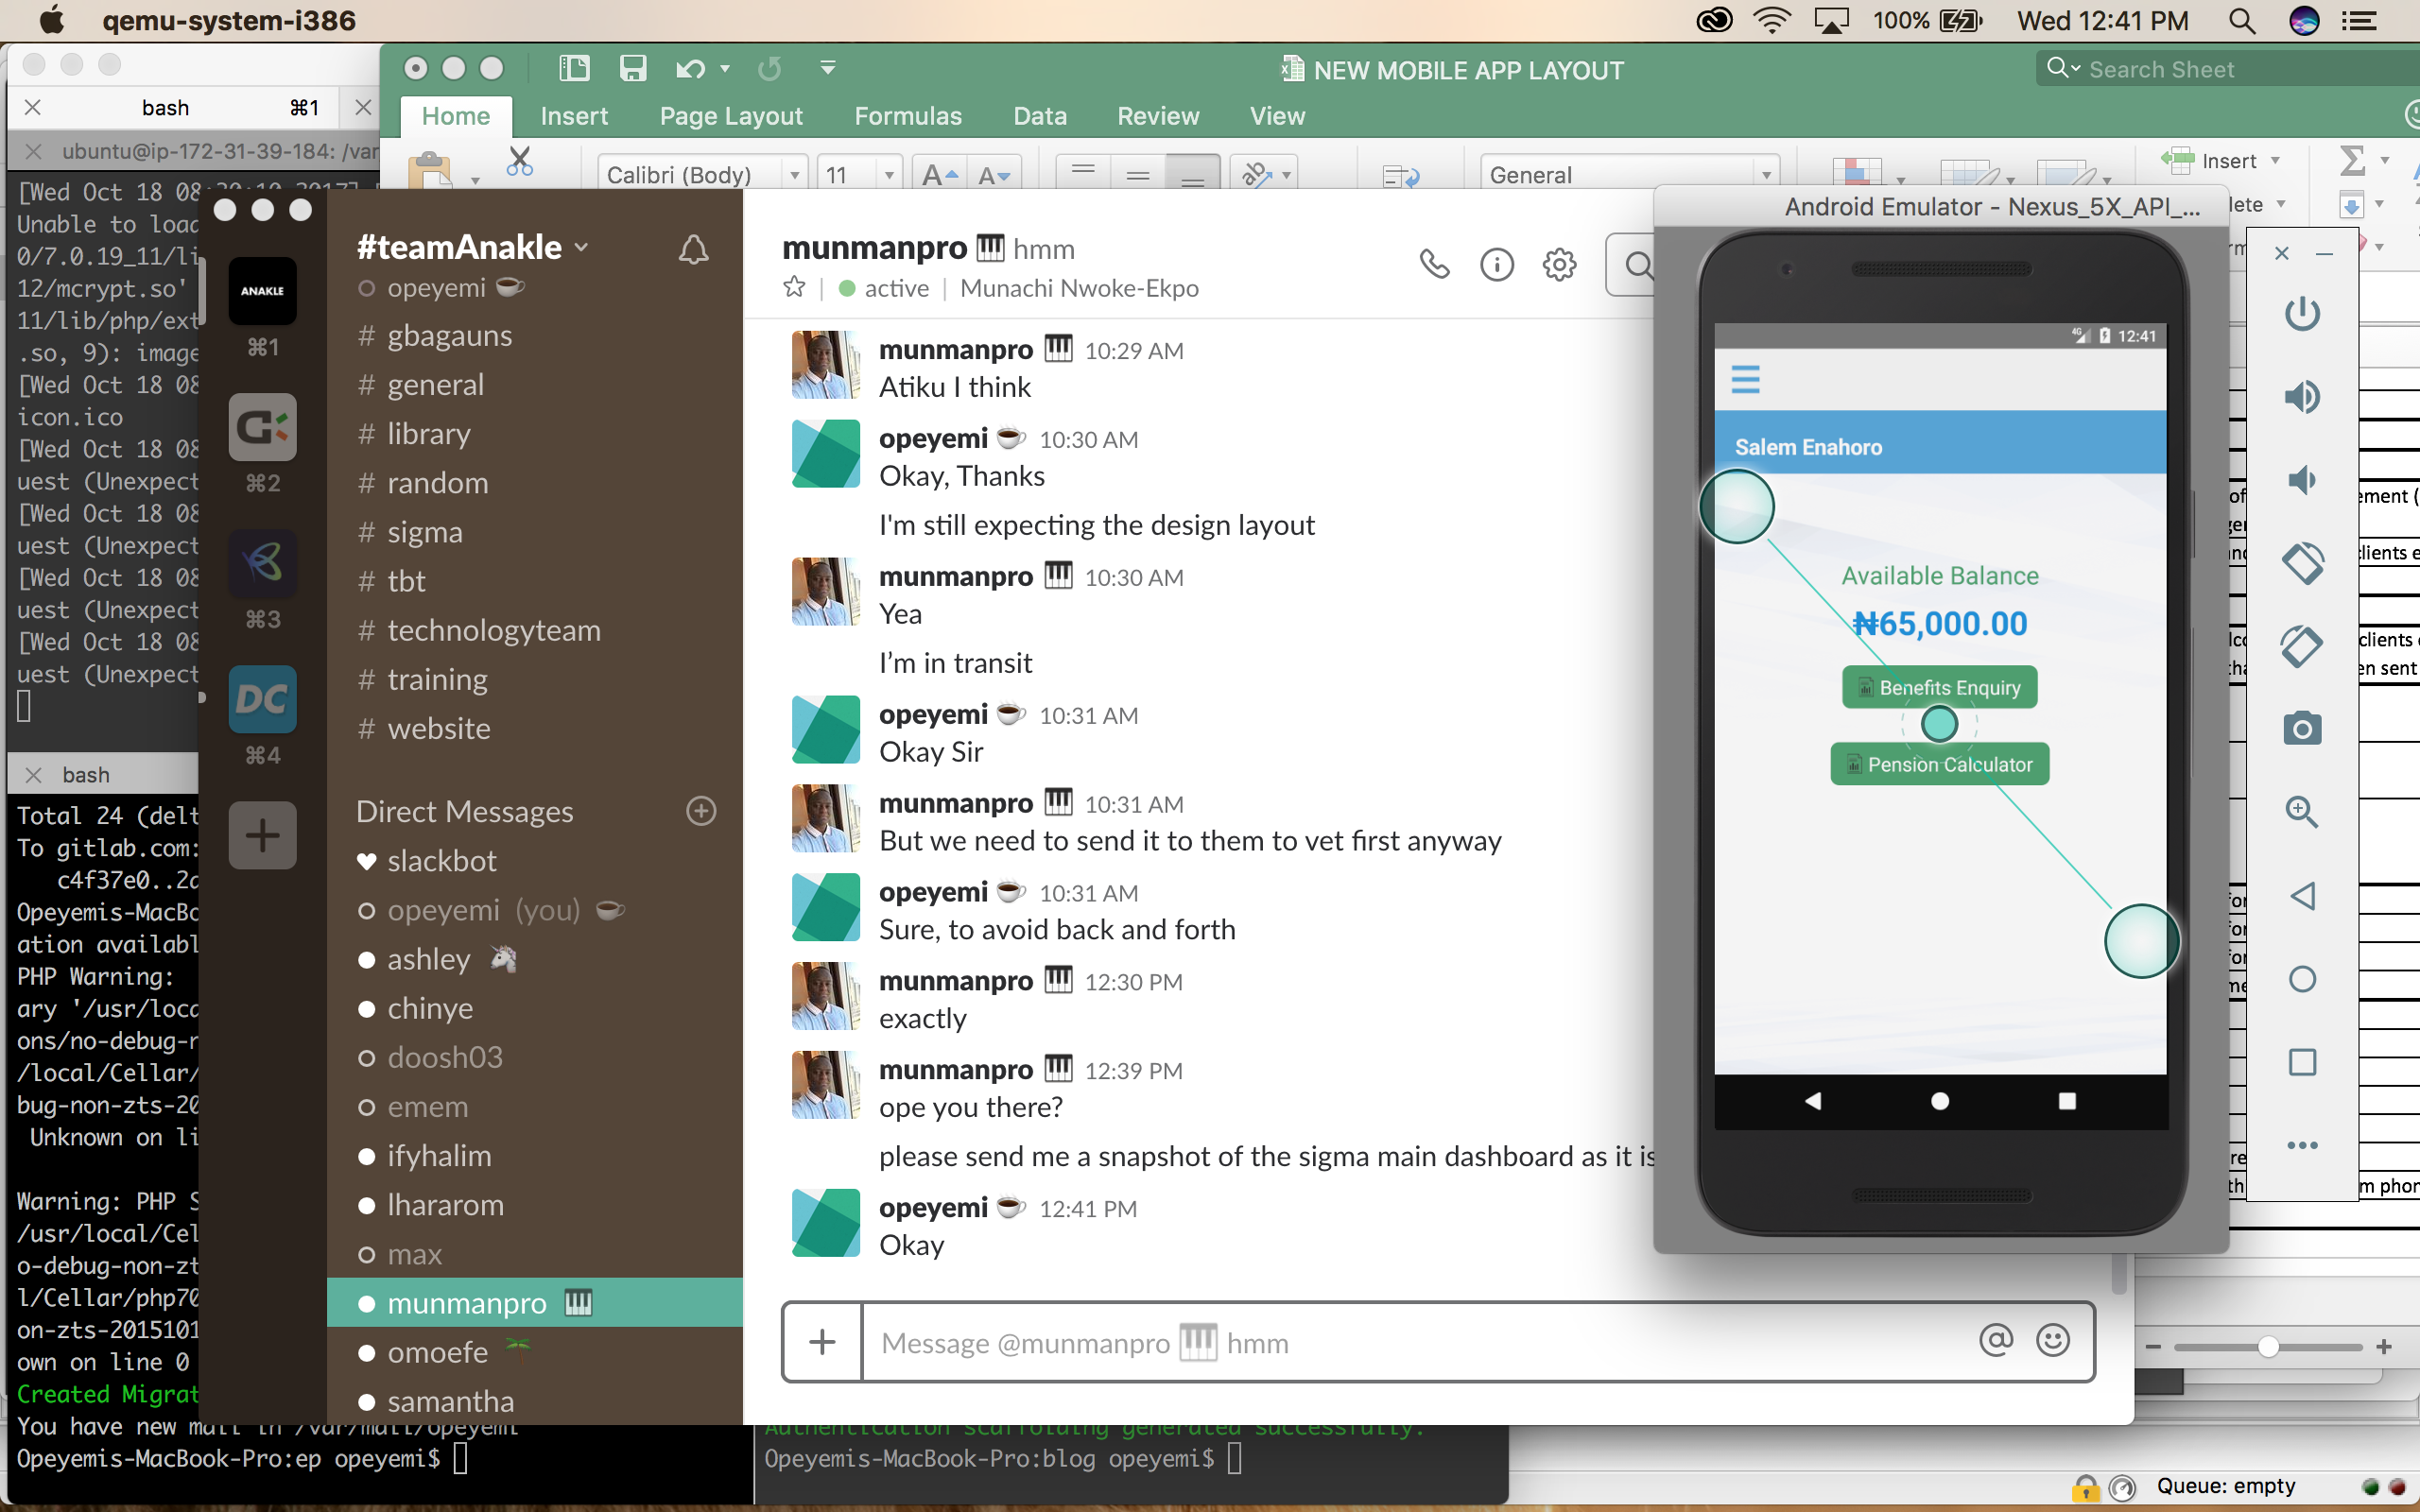 qemu-system-i386
100%
Wed 12:41 PM
bash
⌘1
ubuntu@ip-172-31-39-184: /var
[Wed Oct 18 08:30:10 2017]
Unable to load
0/7.0.19_11/li
12/mcrypt.so'
11/lib/php/ext
.so, 9): image
[Wed Oct 18 08
icon.ico
[Wed Oct 18 08
uest (Unexpect
[Wed Oct 18 08
uest (Unexpect
[Wed Oct 18 08
uest (Unexpect
[Wed Oct 18 08
uest (Unexpect
bash
Total 24 (delt
To gitlab.com:
c4f37e0..2a
Opeyemis-MacBo
ation availabl
PHP Warning:
ary '/usr/loca
ons/no-debug-n
/local/Cellar/
bug-non-zts-20
Unknown on li
Warning: PHP S
/usr/local/Cel
o-debug-non-zt
l/Cellar/php70
on-zts-2015101
own on line 0
Created Migrat
You have new mail in /var/mail/opeyemi
Opeyemis-MacBook-Pro:ep opeyemi$
Authentication scaffolding generated successfully.
Opeyemis-MacBook-Pro:blog opeyemi$
NEW MOBILE APP LAYOUT
Search Sheet
Home
Insert
Page Layout
Formulas
Data
Review
View
Calibri (Body)
11
General
Insert
lete
ANAKLE
⌘1
⌘2
⌘3
DC
⌘4
#teamAnakle
opeyemi
# gbagauns
# general
# library
# random
# sigma
# tbt
# technologyteam
# training
# website
Direct Messages
slackbot
opeyemi (you)
ashley
chinye
doosh03
emem
ifyhalim
lhararom
max
munmanpro
omoefe
samantha
munmanpro 🎹 hmm
active | Munachi Nwoke-Ekpo
munmanpro 🎹 10:29 AM
Atiku I think
opeyemi ☕ 10:30 AM
Okay, Thanks
I'm still expecting the design layout
munmanpro 🎹 10:30 AM
Yea
I’m in transit
opeyemi ☕ 10:31 AM
Okay Sir
munmanpro 🎹 10:31 AM
But we need to send it to them to vet first anyway
opeyemi ☕ 10:31 AM
Sure, to avoid back and forth
munmanpro 🎹 12:30 PM
exactly
munmanpro 🎹 12:39 PM
ope you there?
please send me a snapshot of the sigma main dashboard as it is
opeyemi ☕ 12:41 PM
Okay
Message @munmanpro 🎹 hmm
Android Emulator - Nexus_5X_API_...
4G
12:41
Salem Enahoro
Available Balance
₦65,000.00
Benefits Enquiry
Pension Calculator
of
ement (
lients e
clients
en sent
m phon
Queue: empty